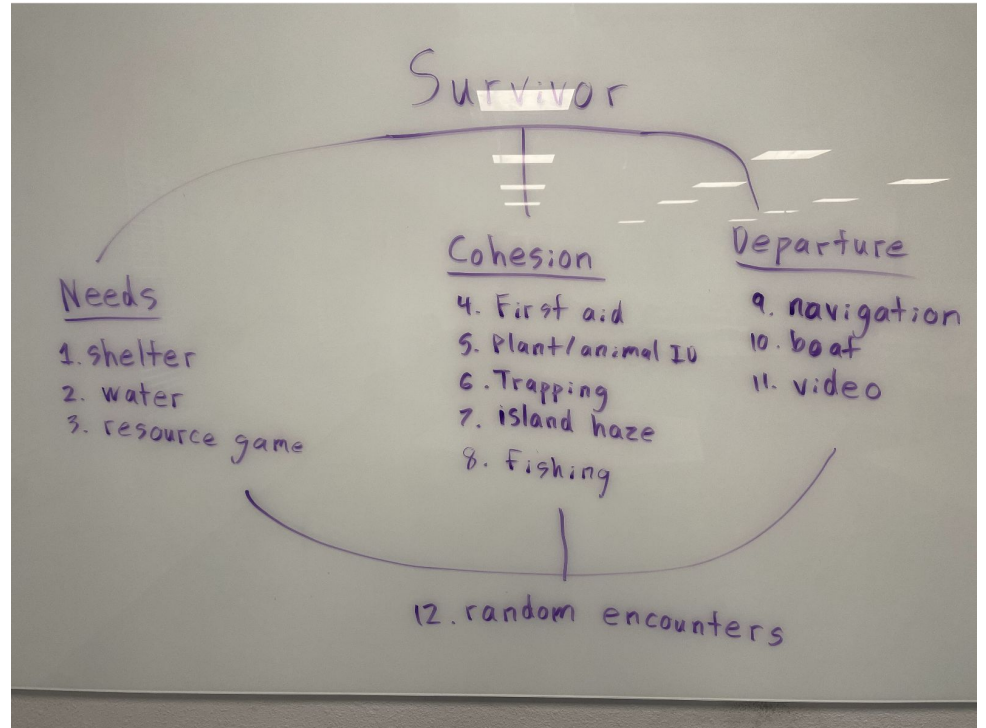 Survivor
Needs
1. shelter
2. water
3. resource game
Cohesion
4. First aid
5. Plant/animal ID
6. Trapping
7. island haze
8. Fishing
Departure
9. navigation
10. boat
11. video
12. random encounters